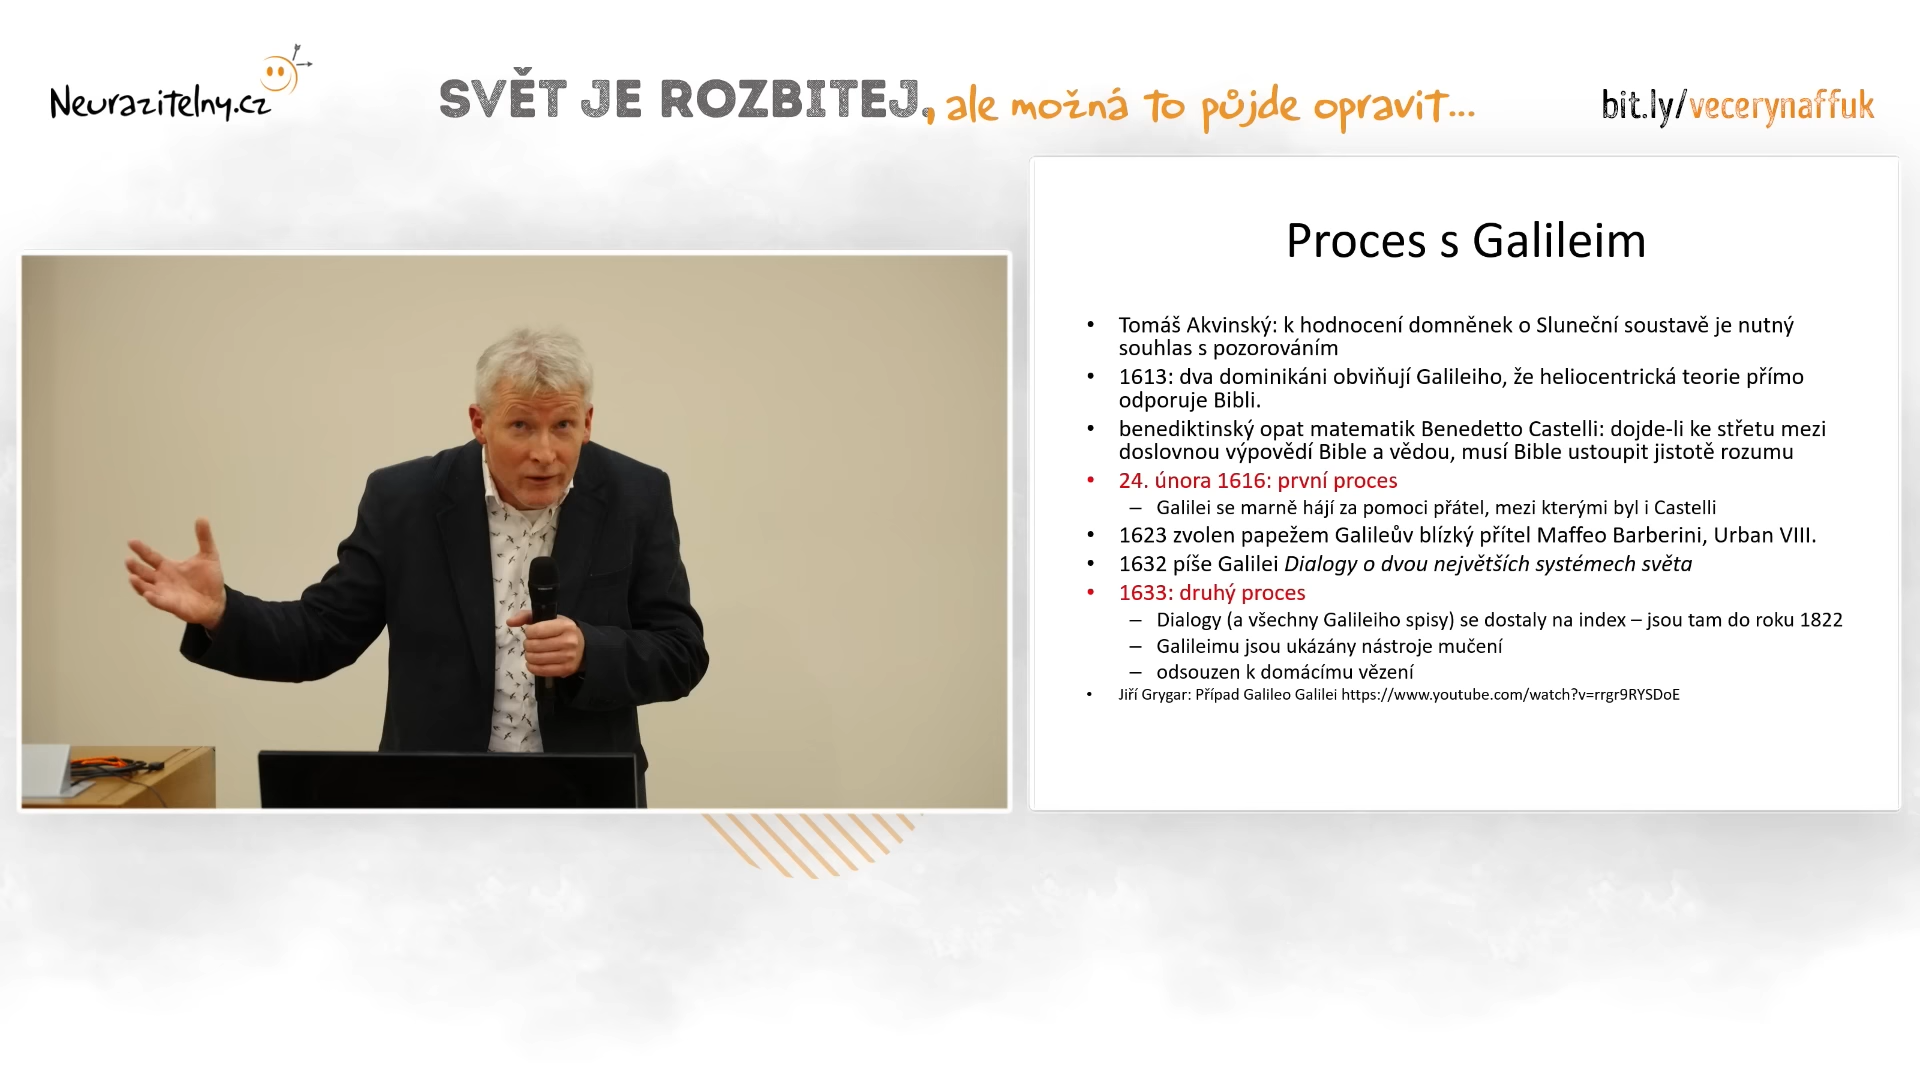 Neurazitelny.cz
SVĚT JE ROZBITEJ, ale možná to půjde opravit...
bit.ly/vecerynaffuk
Proces s Galileim
• Tomáš Akvinský: k hodnocení domněnek o Sluneční soustavě je nutný
souhlas s pozorováním
• 1613: dva dominikáni obviňují Galileiho, že heliocentrická teorie přímo
odporuje Bibli.
• benediktinský opat matematik Benedetto Castelli: dojde-li ke střetu mezi
doslovnou výpovědí Bible a vědou, musí Bible ustoupit jistotě rozumu
• 24. února 1616: první proces
– Galilei se marně hájí za pomoci přátel, mezi kterými byl i Castelli
• 1623 zvolen papežem Galileův blízký přítel Maffeo Barberini, Urban VIII.
• 1632 píše Galilei Dialogy o dvou největších systémech světa
• 1633: druhý proces
– Dialogy (a všechny Galileiho spisy) se dostaly na index – jsou tam do roku 1822
– Galileimu jsou ukázány nástroje mučení
– odsouzen k domácímu vězení
• Jiří Grygar: Případ Galileo Galilei https://www.youtube.com/watch?v=rrgr9RYSDoE